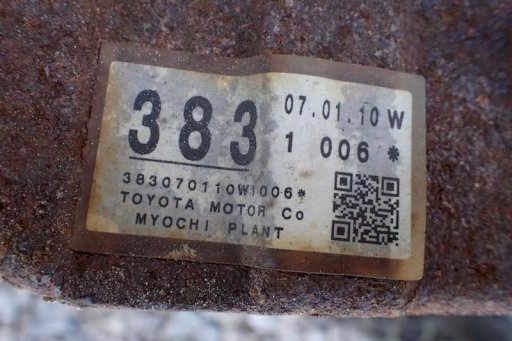 383
07.01.10 W
1 006 *
383070110W1006*
TOYOTA MOTOR Co
MYOCHI PLANT